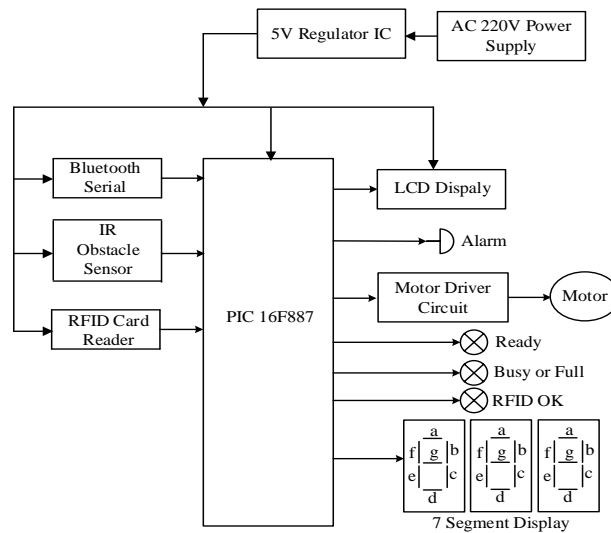 5V Regulator IC
AC 220V Power
Supply
Bluetooth
Serial
IR
Obstacle
Sensor
RFID Card
Reader
PIC 16F887
LCD Dispaly
Alarm
Motor Driver
Circuit
Motor
Ready
Busy or Full
RFID OK
a
f g b
e c
d
a
f g b
e c
d
a
f g b
e c
d
7 Segment Display